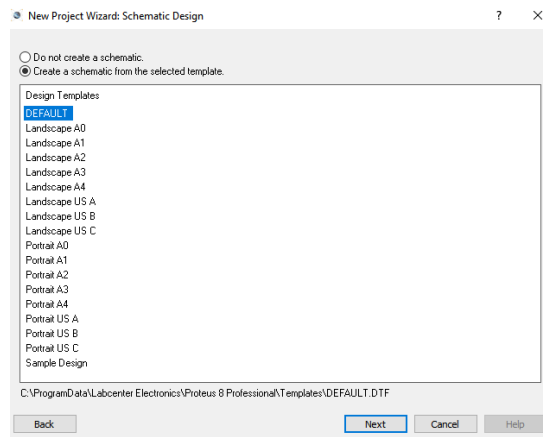 New Project Wizard: Schematic Design ? ×
Do not create a schematic.
Create a schematic from the selected template.
Design Templates
DEFAULT
Landscape A0
Landscape A1
Landscape A2
Landscape A3
Landscape A4
Landscape US A
Landscape US B
Landscape US C
Portrait A0
Portrait A1
Portrait A2
Portrait A3
Portrait A4
Portrait US A
Portrait US B
Portrait US C
Sample Design
C:\ProgramData\Labcenter Electronics\Proteus 8 Professional\Templates\DEFAULT.DTF
Back Next Cancel Help